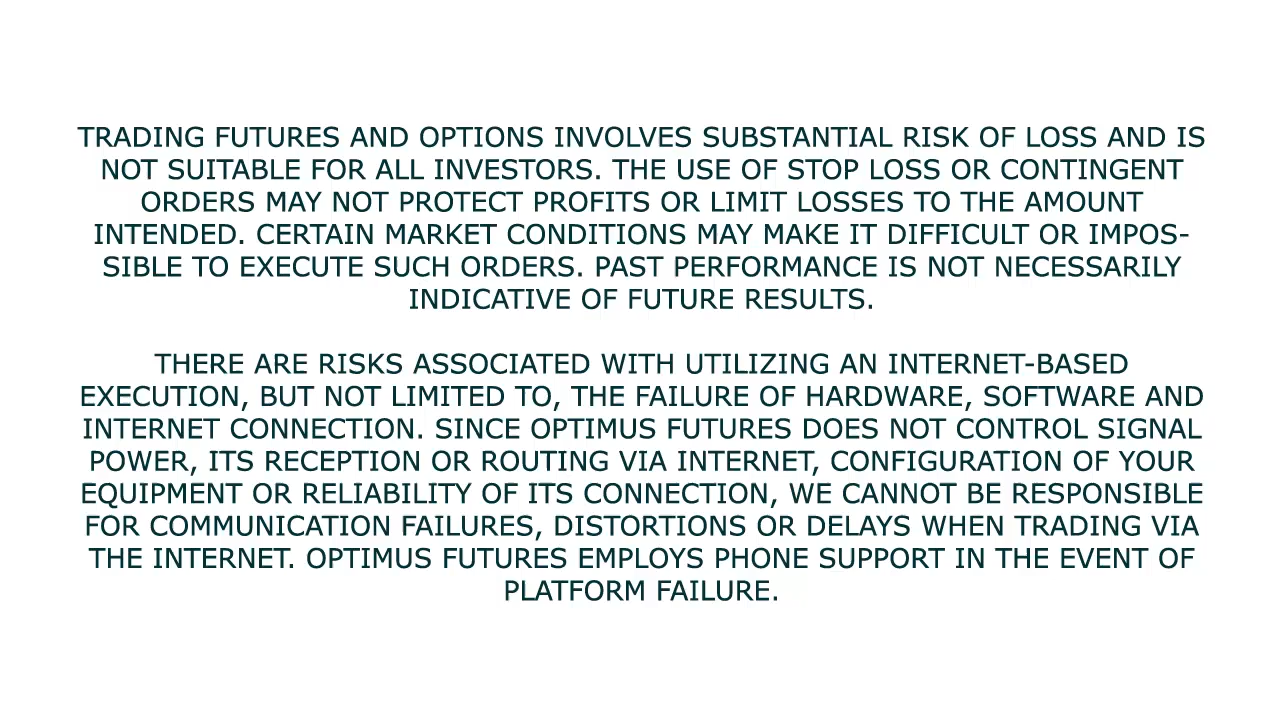 TRADING FUTURES AND OPTIONS INVOLVES SUBSTANTIAL RISK OF LOSS AND IS
NOT SUITABLE FOR ALL INVESTORS. THE USE OF STOP LOSS OR CONTINGENT
ORDERS MAY NOT PROTECT PROFITS OR LIMIT LOSSES TO THE AMOUNT
INTENDED. CERTAIN MARKET CONDITIONS MAY MAKE IT DIFFICULT OR IMPOS-
SIBLE TO EXECUTE SUCH ORDERS. PAST PERFORMANCE IS NOT NECESSARILY
INDICATIVE OF FUTURE RESULTS.
THERE ARE RISKS ASSOCIATED WITH UTILIZING AN INTERNET-BASED
EXECUTION, BUT NOT LIMITED TO, THE FAILURE OF HARDWARE, SOFTWARE AND
INTERNET CONNECTION. SINCE OPTIMUS FUTURES DOES NOT CONTROL SIGNAL
POWER, ITS RECEPTION OR ROUTING VIA INTERNET, CONFIGURATION OF YOUR
EQUIPMENT OR RELIABILITY OF ITS CONNECTION, WE CANNOT BE RESPONSIBLE
FOR COMMUNICATION FAILURES, DISTORTIONS OR DELAYS WHEN TRADING VIA
THE INTERNET. OPTIMUS FUTURES EMPLOYS PHONE SUPPORT IN THE EVENT OF
PLATFORM FAILURE.